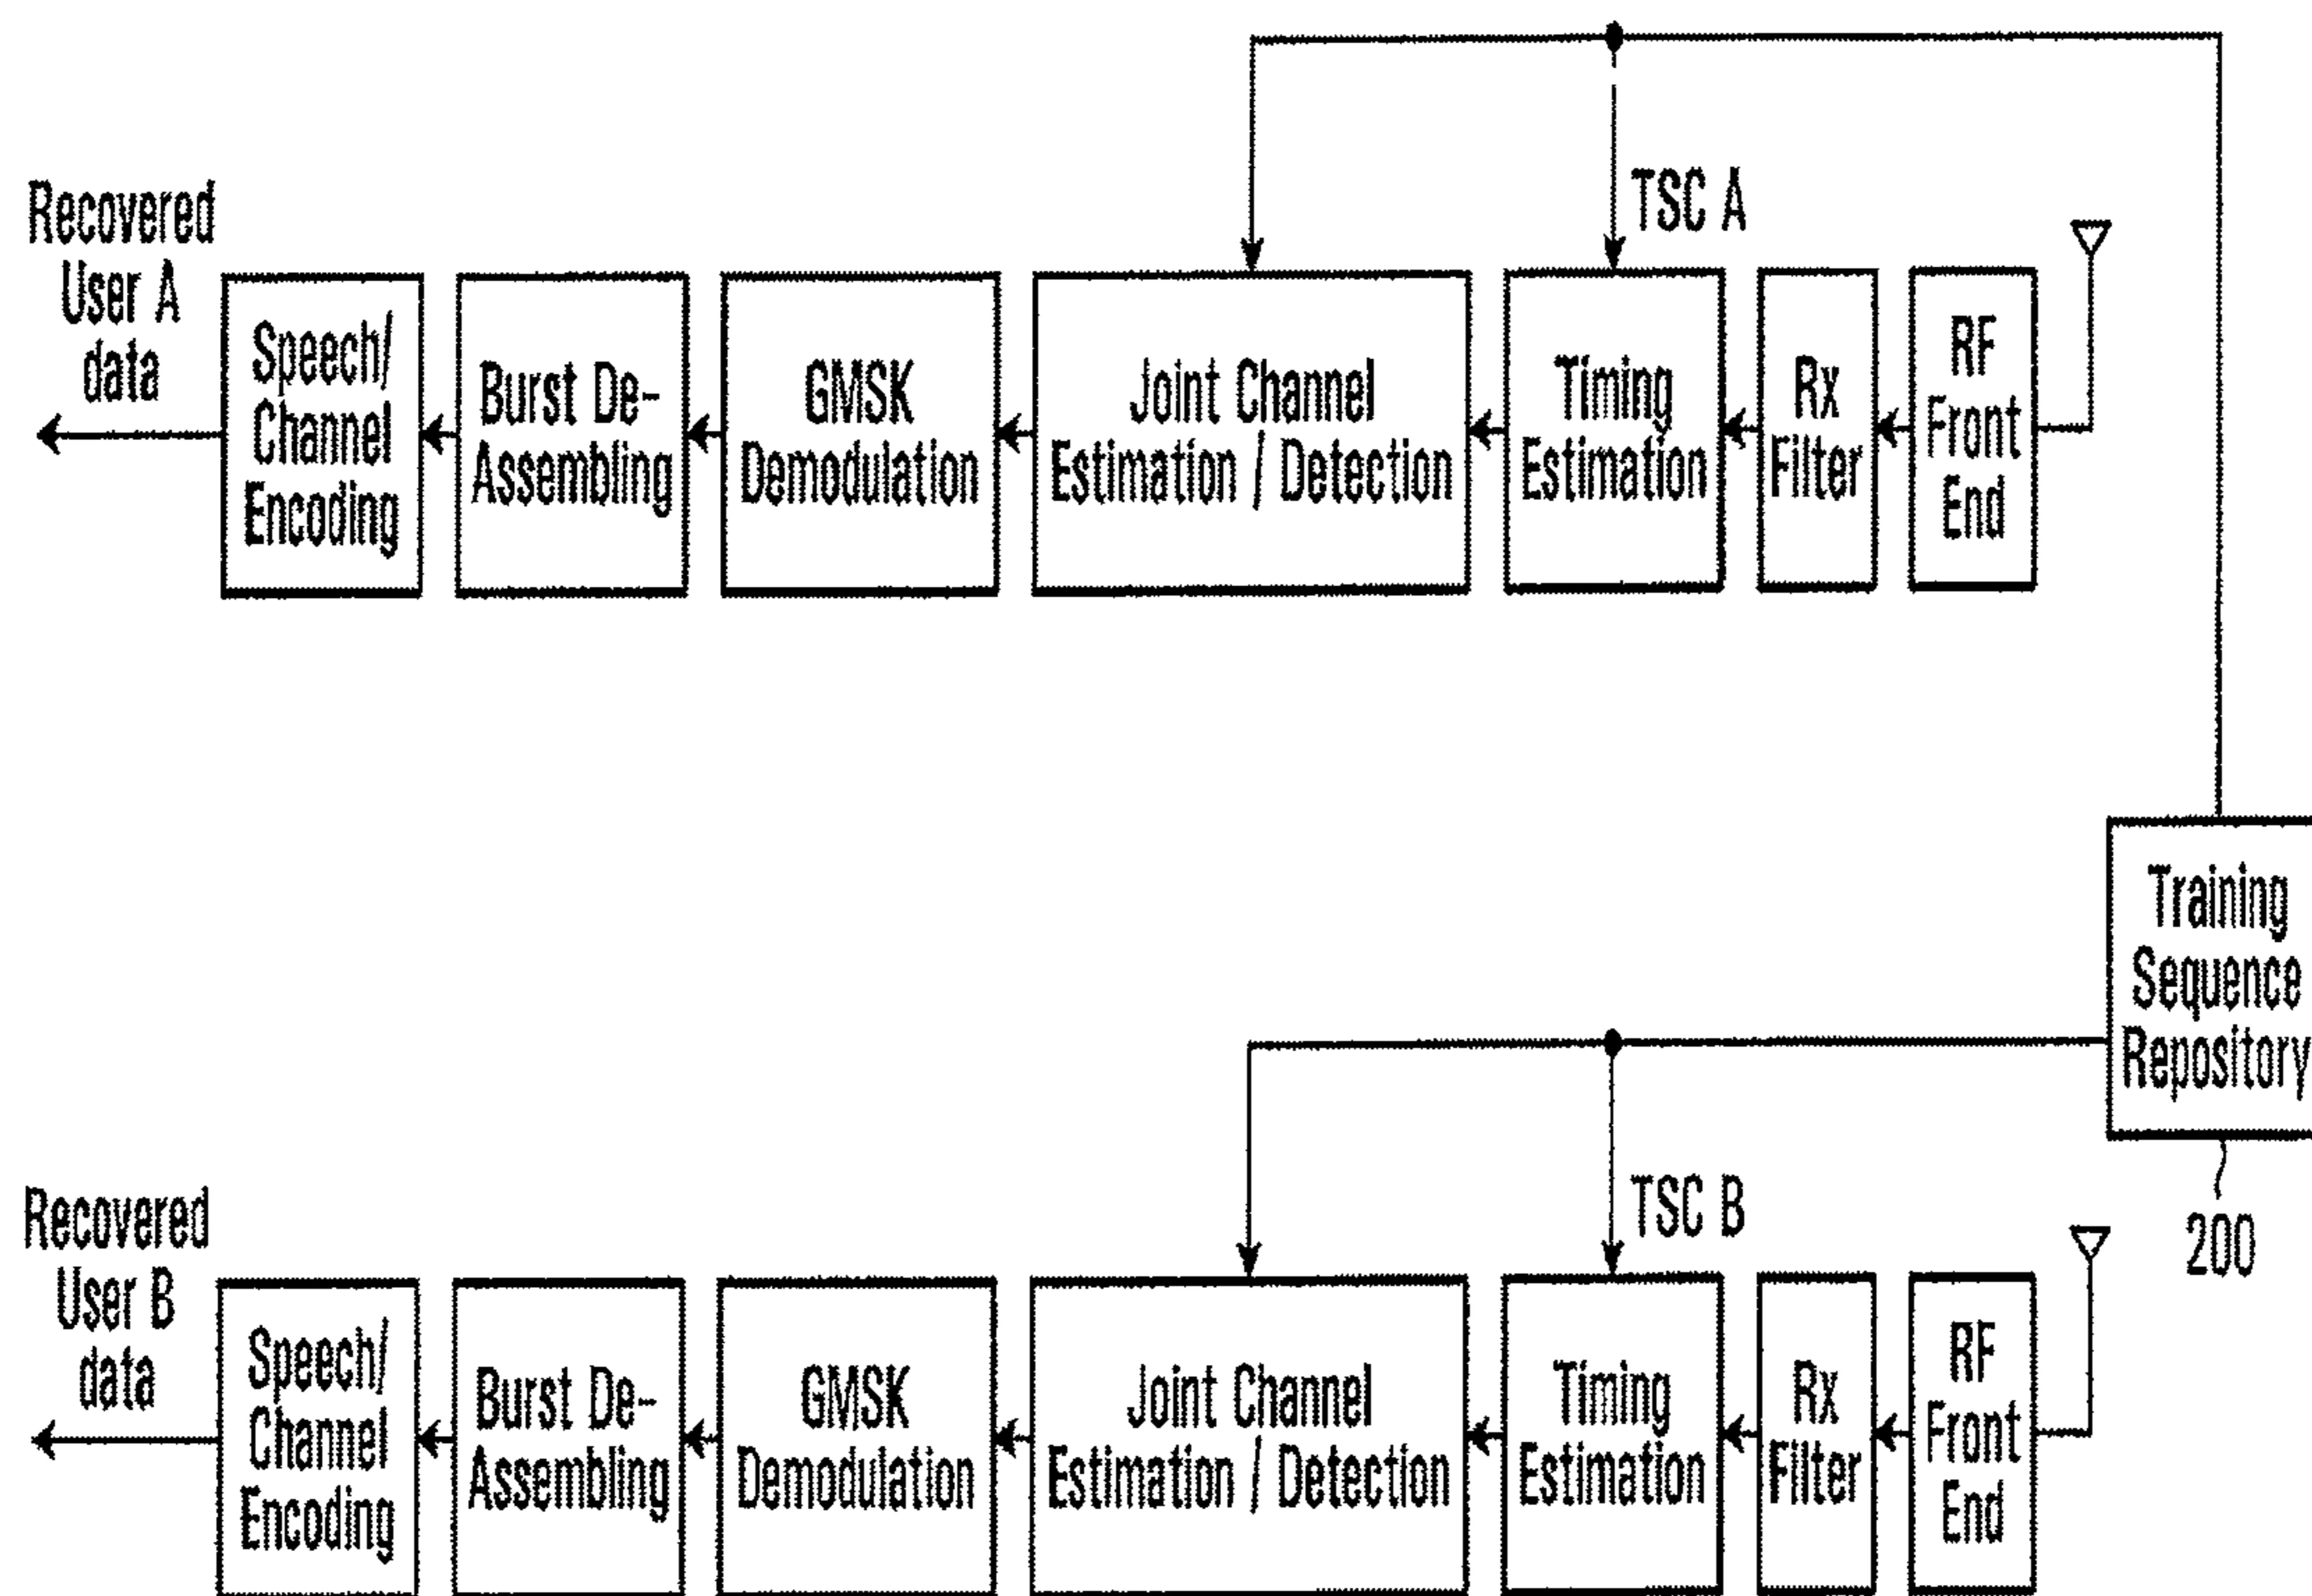 TSC A
Recovered
User A
data
Speech/
Channel
Encoding
Burst De-
Assembling
GMSK
Demodulation
Joint Channel
Estimation / Detection
Timing
Estimation
Rx
Filter
RF
Front
End
Training
Sequence
Repository
200
TSC B
Recovered
User B
data
Speech/
Channel
Encoding
Burst De-
Assembling
GMSK
Demodulation
Joint Channel
Estimation / Detection
Timing
Estimation
Rx
Filter
RF
Front
End